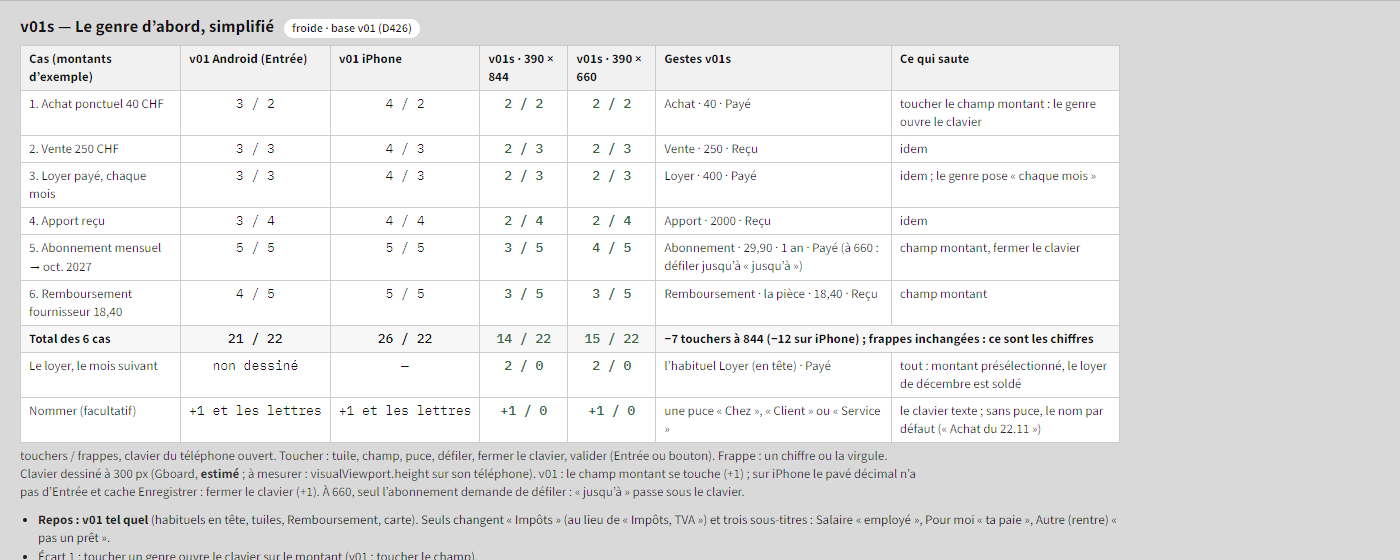 v01s — Le genre d’abord, simplifié froide · base v01 (D426)
Cas (montants d’exemple) v01 Android (Entrée) v01 iPhone v01s · 390 × 844 v01s · 390 × 660 Gestes v01s Ce qui saute
1. Achat ponctuel 40 CHF 3 / 2 4 / 2 2 / 2 2 / 2 Achat · 40 · Payé toucher le champ montant : le genre ouvre le clavier
2. Vente 250 CHF 3 / 3 4 / 3 2 / 3 2 / 3 Vente · 250 · Reçu idem
3. Loyer payé, chaque mois 3 / 3 4 / 3 2 / 3 2 / 3 Loyer · 400 · Payé idem ; le genre pose « chaque mois »
4. Apport reçu 3 / 4 4 / 4 2 / 4 2 / 4 Apport · 2000 · Reçu idem
5. Abonnement mensuel → oct. 2027 5 / 5 5 / 5 3 / 5 4 / 5 Abonnement · 29,90 · 1 an · Payé (à 660 : défiler jusqu’à « jusqu’à ») champ montant, fermer le clavier
6. Remboursement fournisseur 18,40 4 / 5 5 / 5 3 / 5 3 / 5 Remboursement · la pièce · 18,40 · Reçu champ montant
Total des 6 cas 21 / 22 26 / 22 14 / 22 15 / 22 −7 touchers à 844 (−12 sur iPhone) ; frappes inchangées : ce sont les chiffres
Le loyer, le mois suivant non dessiné — 2 / 0 2 / 0 l’habituel Loyer (en tête) · Payé tout : montant présélectionné, le loyer de décembre est soldé
Nommer (facultatif) +1 et les lettres +1 et les lettres +1 / 0 +1 / 0 une puce « Chez », « Client » ou « Service » le clavier texte ; sans puce, le nom par défaut (« Achat du 22.11 »)
touchers / frappes, clavier du téléphone ouvert. Toucher : tuile, champ, puce, défiler, fermer le clavier, valider (Entrée ou bouton). Frappe : un chiffre ou la virgule.
Clavier dessiné à 300 px (Gboard, estimé ; à mesurer : visualViewport.height sur son téléphone). v01 : le champ montant se touche (+1) ; sur iPhone le pavé décimal n’a
pas d’Entrée et cache Enregistrer : fermer le clavier (+1). À 660, seul l’abonnement demande de défiler : « jusqu’à » passe sous le clavier.
• Repos : v01 tel quel (habituels en tête, tuiles, Remboursement, carte). Seuls changent « Impôts » (au lieu de « Impôts, TVA ») et trois sous-titres : Salaire « employé », Pour moi « ta paie », Autre (rentre) «
pas un prêt ».
• Écart 1 : toucher un genre ouvre le clavier sur le montant (v01 : toucher le champ).